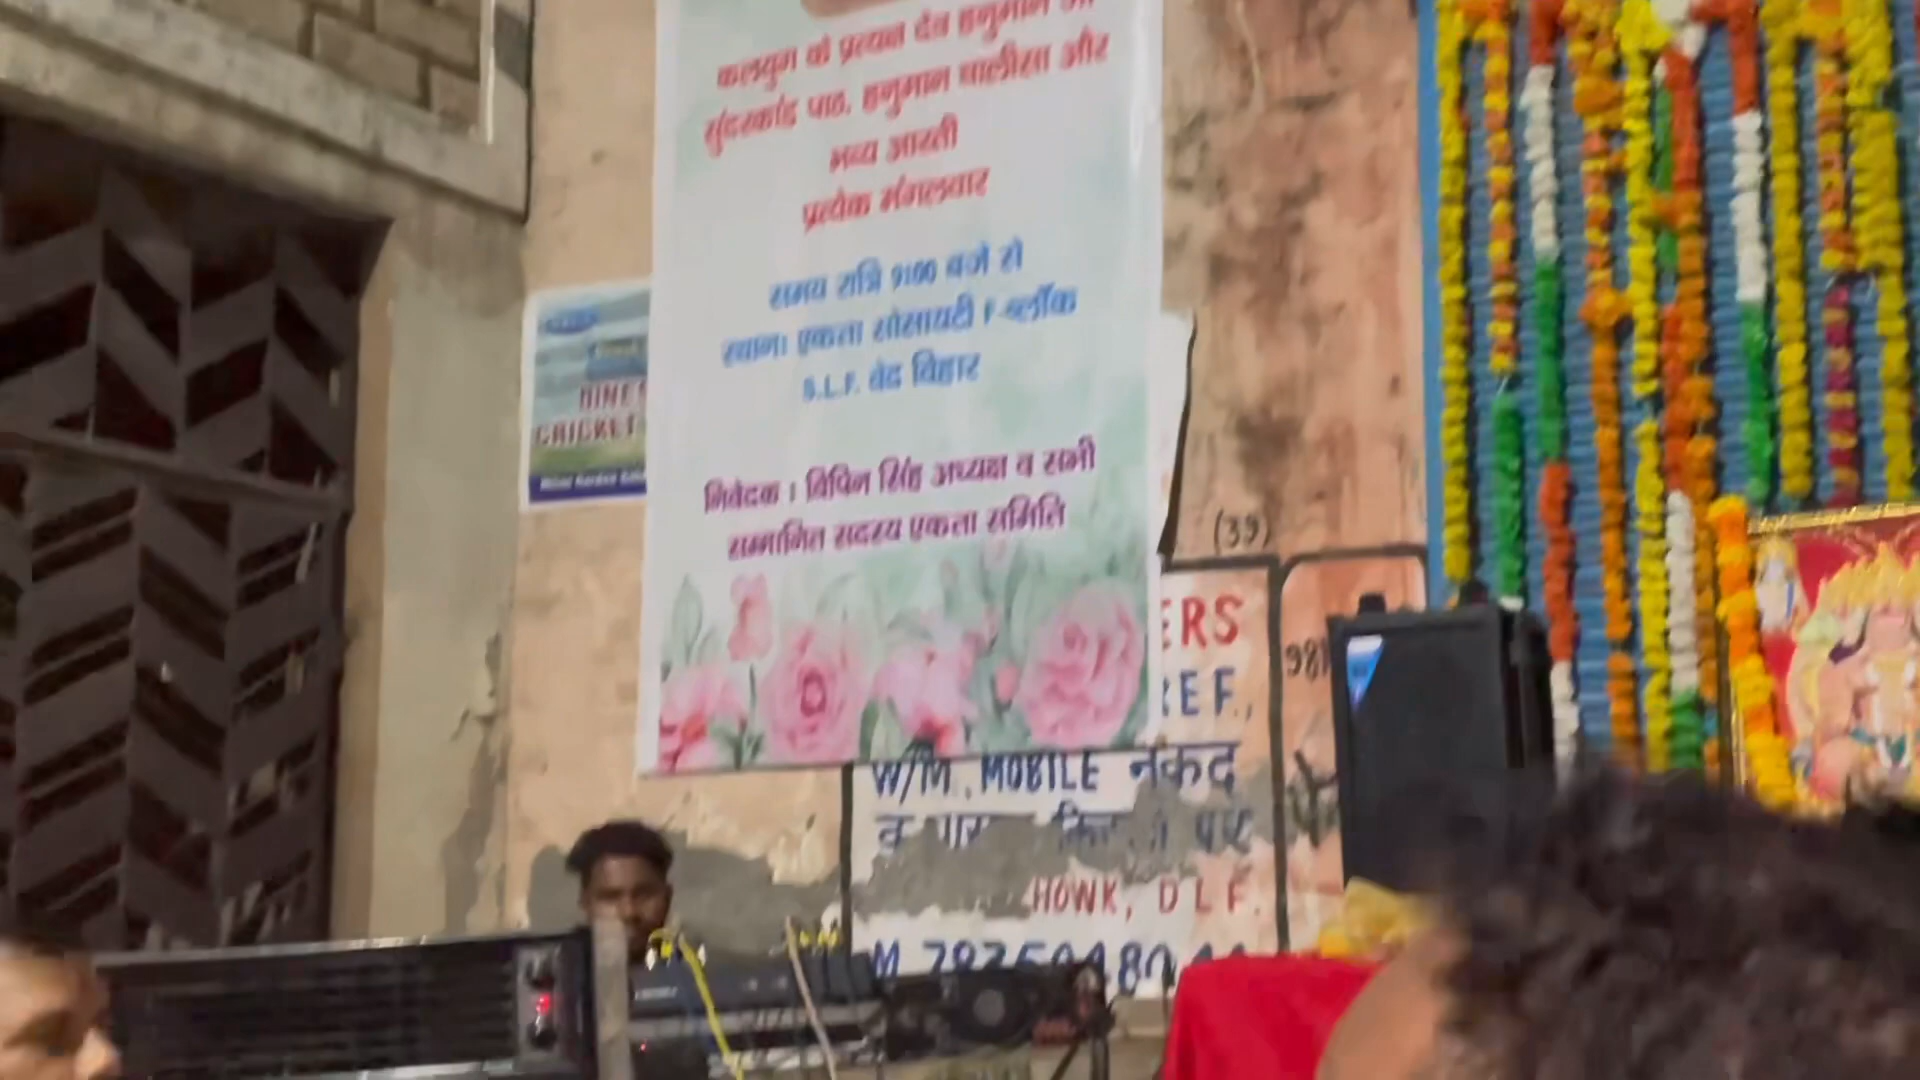 कलयुग के प्रत्यक्ष देव हनुमान जी
सुंदरकांड पाठ, हनुमान चालीसा और
भव्य आरती
प्रत्येक मंगलवार
समय रात्रि 9:00 बजे से
स्थान: एकता सोसायटी F-ब्लॉक
S.L.F. वेद विहार
निवेदक : विपिन सिंह अध्यक्ष व सभी
सम्मानित सदस्य एकता समिति
CRICKET
(39)
ERS
981
REF.,
W/M, MOBILE नकद
HOWK, DLF.